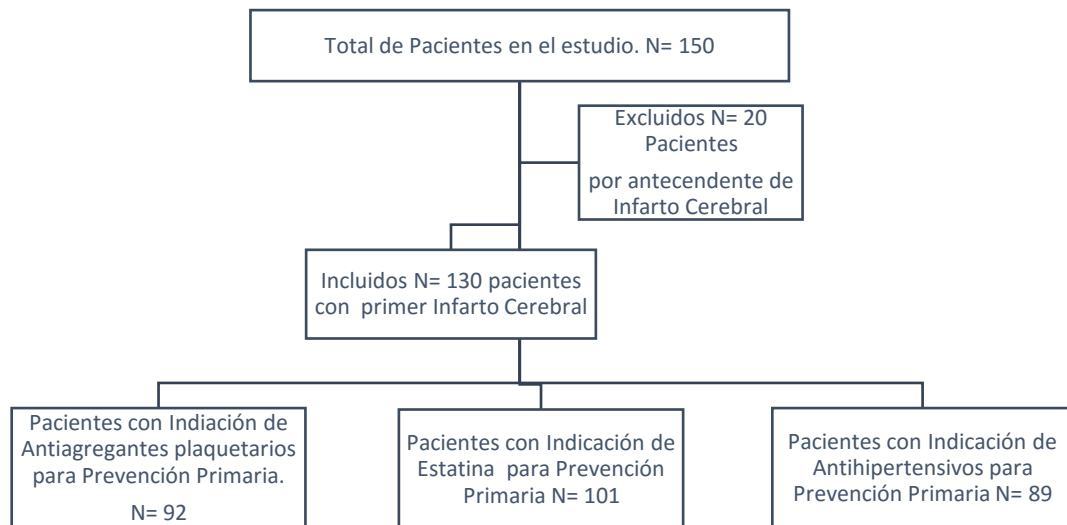 Total de Pacientes en el estudio. N= 150
Excluidos N= 20
Pacientes
por antecendente de
Infarto Cerebral
Incluidos N= 130 pacientes
con primer Infarto Cerebral
Pacientes con Indiación de
Antiagregantes plaquetarios
para Prevención Primaria.
N= 92
Pacientes con Indicación de
Estatina para Prevención
Primaria N= 101
Pacientes con Indicación de
Antihipertensivos para
Prevención Primaria N= 89